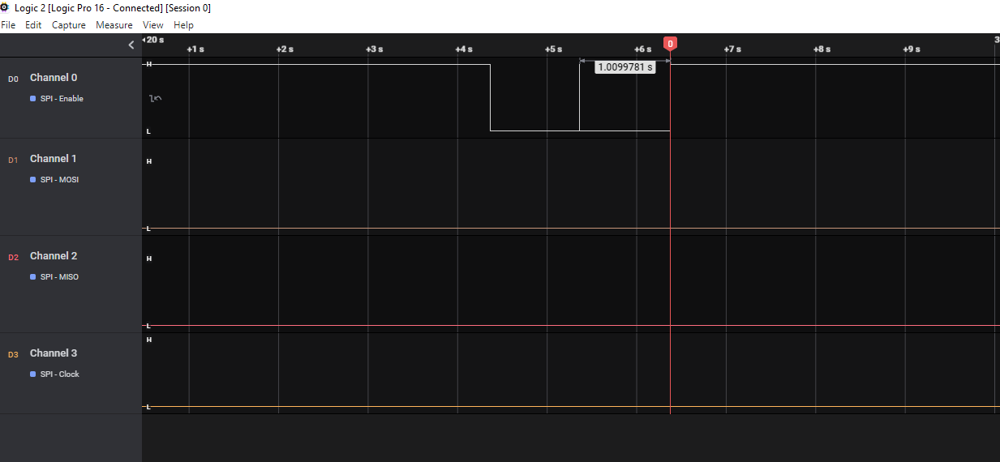 Logic 2 [Logic Pro 16 - Connected] [Session 0]
File Edit Capture Measure View Help
20 s
+1 s +2 s +3 s +4 s +5 s +6 s 0 +7 s +8 s +9 s 3
D0 Channel 0
SPI - Enable
H
L
1.0099781 s
D1 Channel 1
SPI - MOSI
H
L
D2 Channel 2
SPI - MISO
H
L
D3 Channel 3
SPI - Clock
H
L